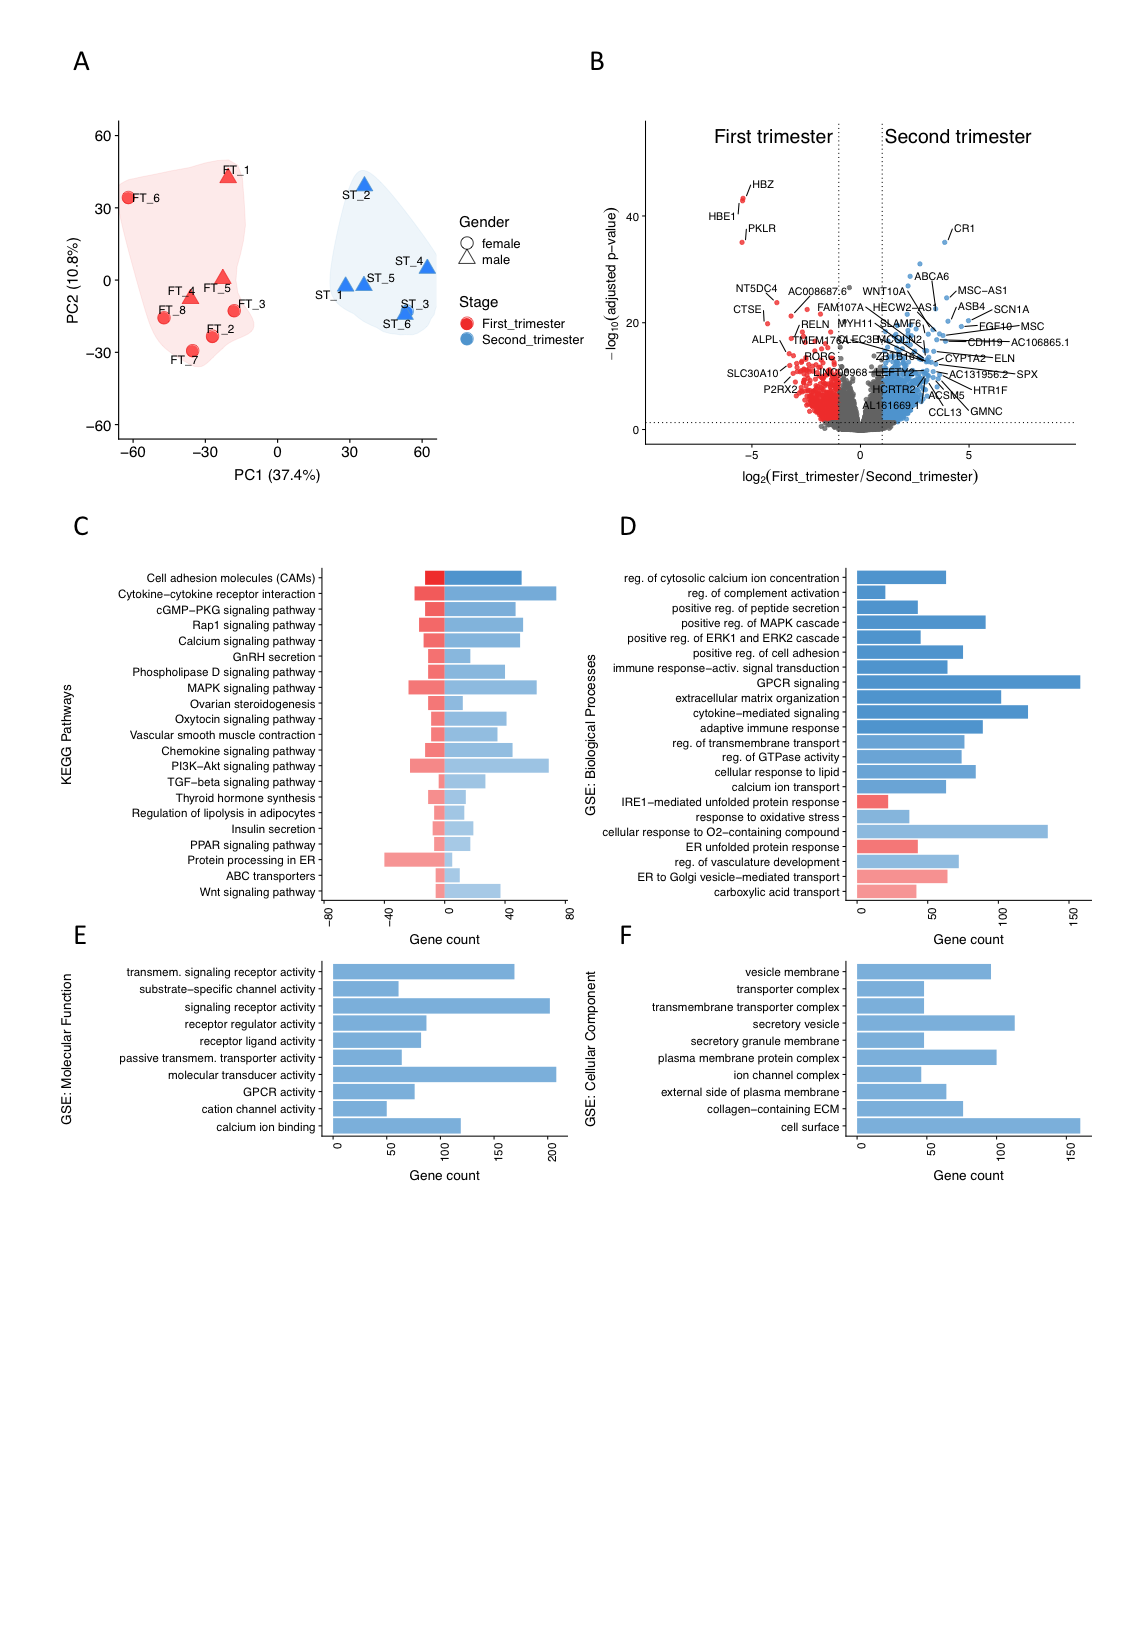 A
60
30
0
−30
−60
−60
−30
0
30
60
PC2 (10.8%)
PC1 (37.4%)
FT_1
FT_6
FT_5
FT_4
FT_3
FT_8
FT_2
FT_7
ST_2
ST_4
ST_5
ST_1
ST_3
ST_6
Gender
female
male
Stage
First_trimester
Second_trimester
B
First trimester
Second trimester
40
20
0
−5
0
5
−log10(adjusted p−value)
log2(First_trimester/Second_trimester)
HBZ
HBE1
PKLR
CR1
ABCA6
NT5DC4
AC008687.6
WNT10A
MSC−AS1
CTSE
FAM107A
HECW2−AS1
ASB4
SCN1A
RELN
MYH11
SLAMF6
FGF10
MSC
ALPL
TMEM176A
CLEC3B
MCOLN2
CDH19
AC106865.1
RORC
ZBTB16
CYP1A2
ELN
SLC30A10
LINC00968
LEFTY2
AC131956.2
SPX
P2RX2
HCRTR2
ACSM5
HTR1F
AL161669.1
CCL13
GMNC
C
KEGG Pathways
Cell adhesion molecules (CAMs)
Cytokine−cytokine receptor interaction
cGMP−PKG signaling pathway
Rap1 signaling pathway
Calcium signaling pathway
GnRH secretion
Phospholipase D signaling pathway
MAPK signaling pathway
Ovarian steroidogenesis
Oxytocin signaling pathway
Vascular smooth muscle contraction
Chemokine signaling pathway
PI3K−Akt signaling pathway
TGF−beta signaling pathway
Thyroid hormone synthesis
Regulation of lipolysis in adipocytes
Insulin secretion
PPAR signaling pathway
Protein processing in ER
ABC transporters
Wnt signaling pathway
−80
−40
0
40
80
Gene count
D
GSE: Biological Processes
reg. of cytosolic calcium ion concentration
reg. of complement activation
positive reg. of peptide secretion
positive reg. of MAPK cascade
positive reg. of ERK1 and ERK2 cascade
positive reg. of cell adhesion
immune response−activ. signal transduction
GPCR signaling
extracellular matrix organization
cytokine−mediated signaling
adaptive immune response
reg. of transmembrane transport
reg. of GTPase activity
cellular response to lipid
calcium ion transport
IRE1−mediated unfolded protein response
response to oxidative stress
cellular response to O2−containing compound
ER unfolded protein response
reg. of vasculature development
ER to Golgi vesicle−mediated transport
carboxylic acid transport
0
50
100
150
Gene count
E
GSE: Molecular Function
transmem. signaling receptor activity
substrate−specific channel activity
signaling receptor activity
receptor regulator activity
receptor ligand activity
passive transmem. transporter activity
molecular transducer activity
GPCR activity
cation channel activity
calcium ion binding
0
50
100
150
200
Gene count
F
GSE: Cellular Component
vesicle membrane
transporter complex
transmembrane transporter complex
secretory vesicle
secretory granule membrane
plasma membrane protein complex
ion channel complex
external side of plasma membrane
collagen−containing ECM
cell surface
0
50
100
150
Gene count